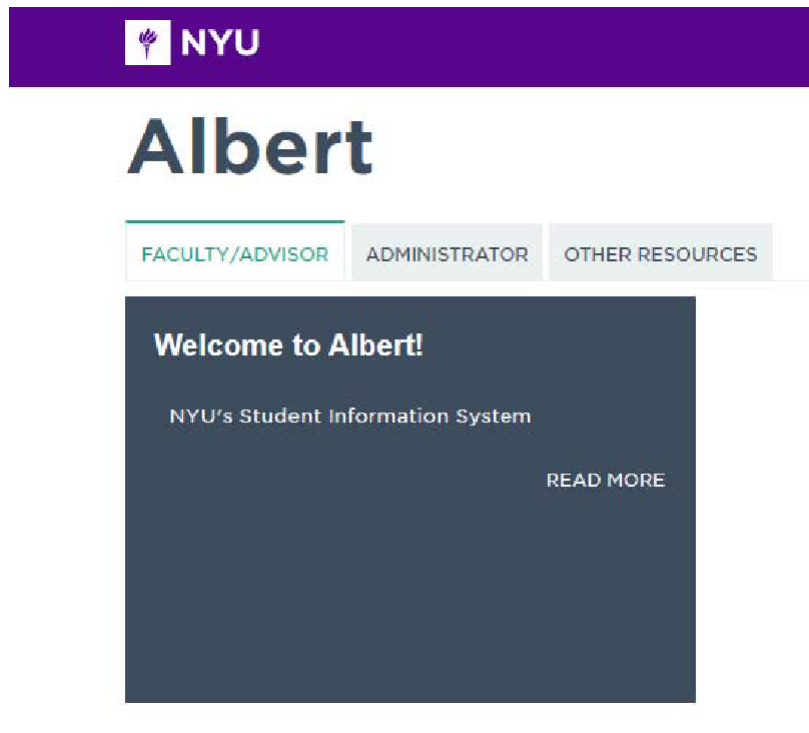 NYU
Albert
FACULTY/ADVISOR ADMINISTRATOR OTHER RESOURCES
Welcome to Albert!
NYU's Student Information System
READ MORE